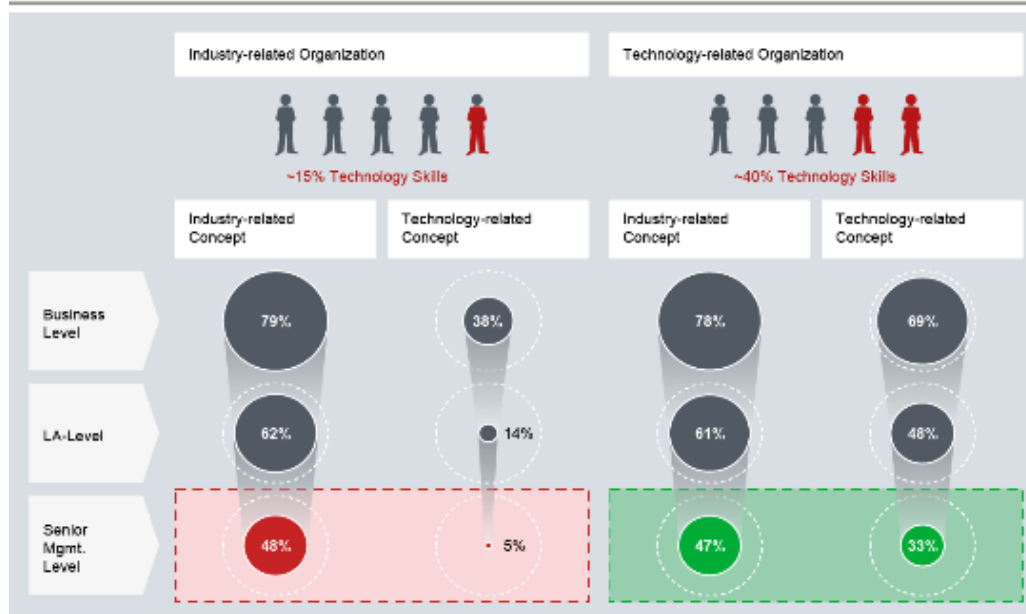 Industry-related Organization
Technology-related Organization
~15% Technology Skills
~40% Technology Skills
Industry-related
Concept
Technology-related
Concept
Industry-related
Concept
Technology-related
Concept
Business
Level
79%
38%
78%
69%
LA-Level
62%
14%
61%
48%
Senior
Mgmt.
Level
48%
5%
47%
33%